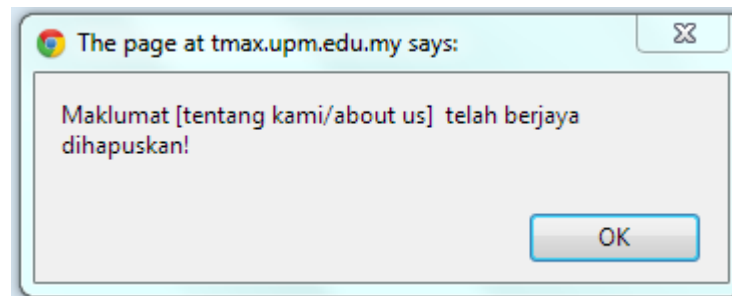 The page at tmax.upm.edu.my says:
Maklumat [tentang kami/about us] telah berjaya
dihapuskan!
OK